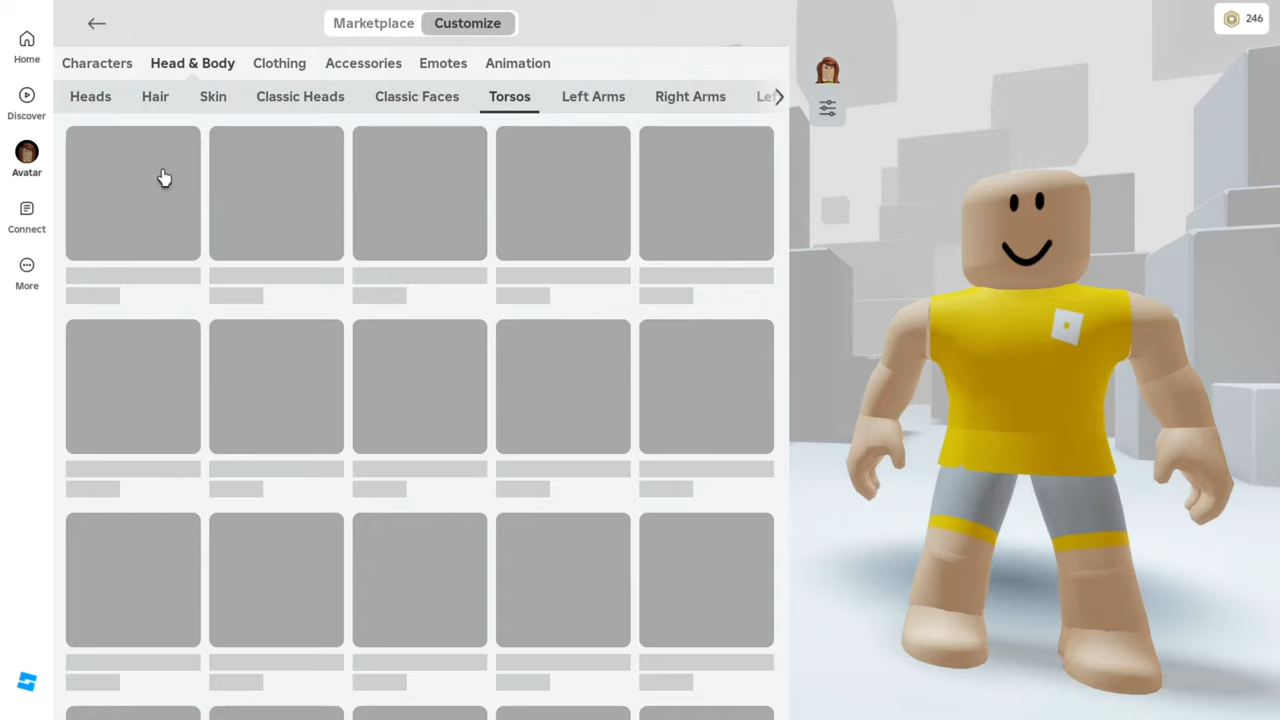 Marketplace Customize
246
Home
Characters Head & Body Clothing Accessories Emotes Animation
Heads Hair Skin Classic Heads Classic Faces Torsos Left Arms Right Arms
Discover
Avatar
Connect
More